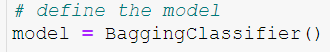 # define the model
model = BaggingClassifier()